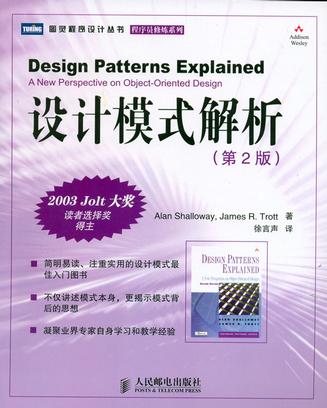 TURING 图灵程序设计丛书 程序员修炼系列
Addison
Wesley
Design Patterns Explained
A New Perspective on Object-Oriented Design
设计模式解析
（第2版）
2003 Jolt 大奖
读者选择奖
得主
Alan Shalloway, James R. Trott 著
徐言声 译
■ 简明易读、注重实用的设计模式最
佳入门图书
■ 不仅讲述模式本身，更揭示模式背
后的思想
■ 凝聚业界专家自身学习和教学经验
DESIGN PATTERNS
EXPLAINED
ALAN SHALLOWAY
JAMES R. TROTT
人民邮电出版社
POSTS & TELECOM PRESS